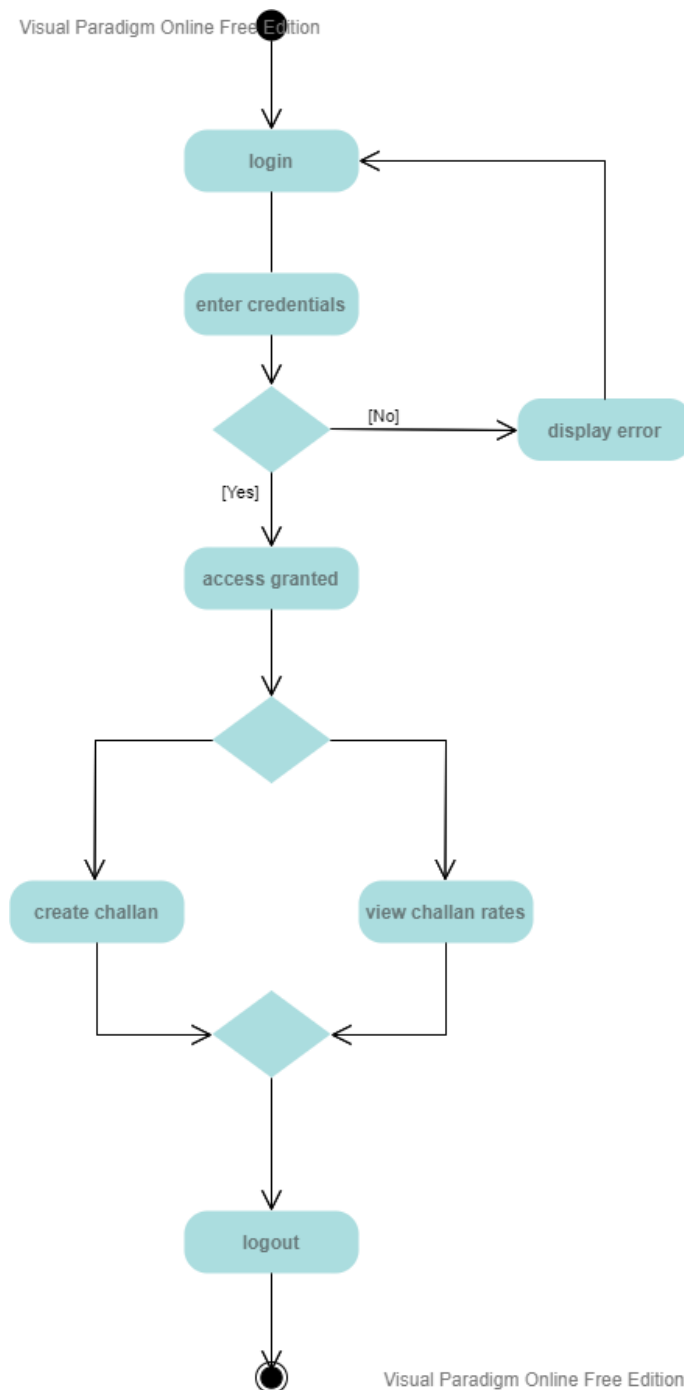 Visual Paradigm Online Free Edition
login
enter credentials
[No]
display error
[Yes]
access granted
create challan
view challan rates
logout
Visual Paradigm Online Free Edition